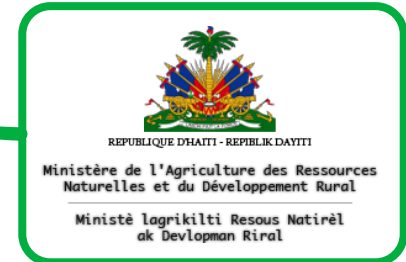 REPUBLIQUE D'HAITI - REPIBLIK DAYITI
Ministère de l'Agriculture des Ressources
Naturelles et du Développement Rural
Ministè lagrikilti Resous Natirèl
ak Devlopman Riral